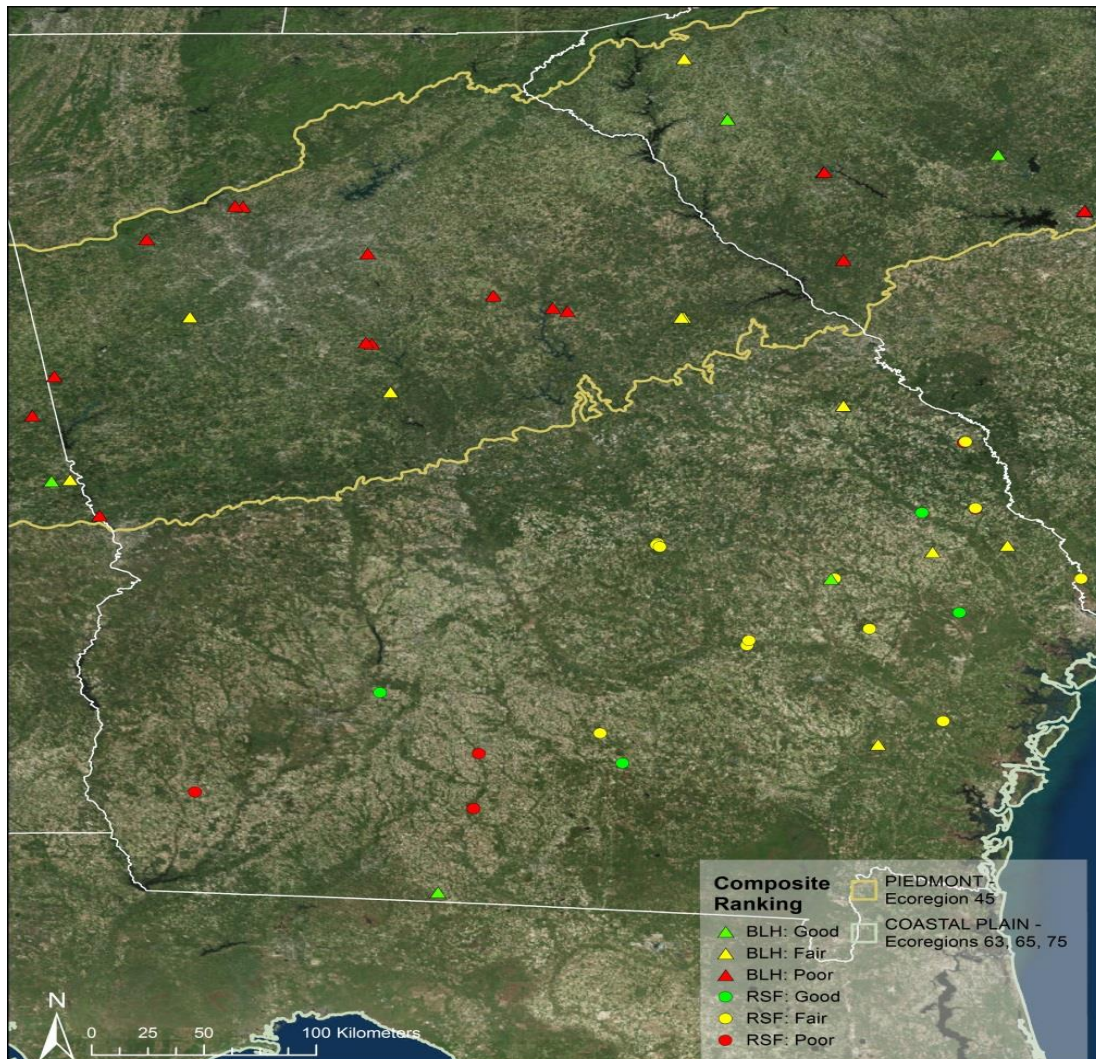 Composite
Ranking
BLH: Good
BLH: Fair
BLH: Poor
RSF: Good
RSF: Fair
RSF: Poor
PIEDMONT -
Ecoregion 45
COASTAL PLAIN -
Ecoregions 63, 65, 75
N
0 25 50 100 Kilometers